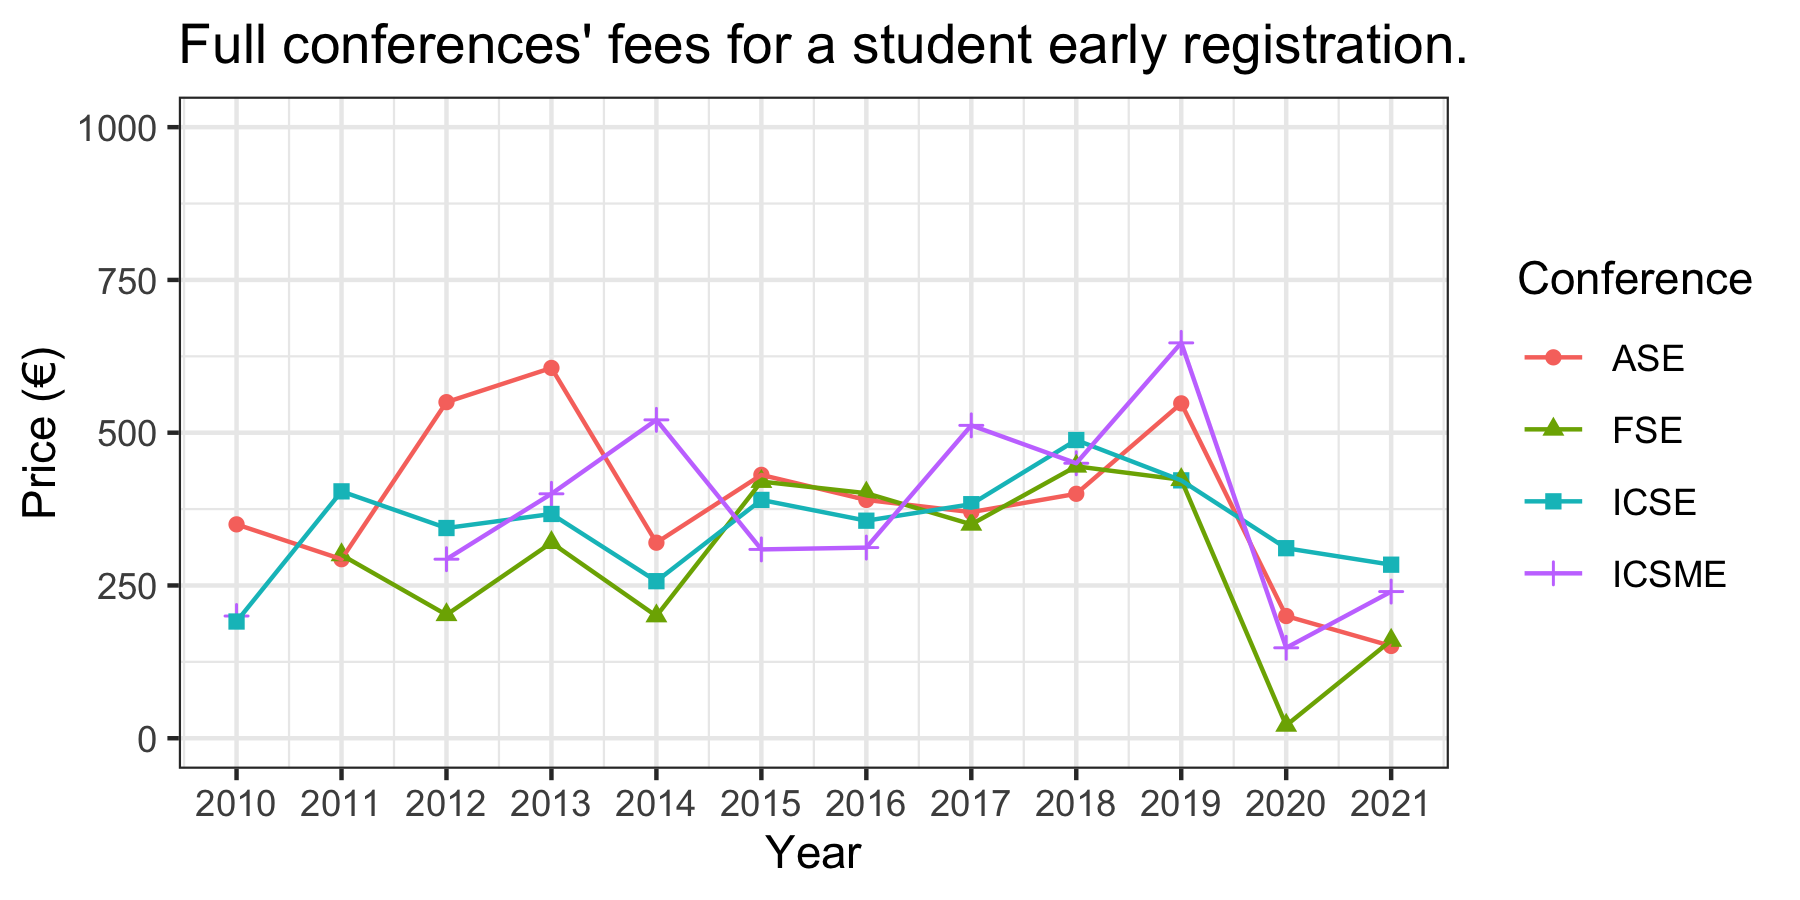 Full conferences' fees for a student early registration.
1000
750
500
250
0
Price (€)
2010 2011 2012 2013 2014 2015 2016 2017 2018 2019 2020 2021
Year
Conference
ASE
FSE
ICSE
ICSME